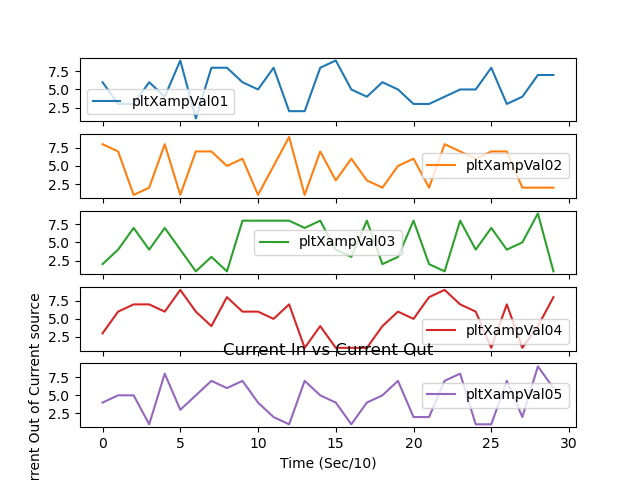 7.5
5.0
2.5
pltXampVal01
7.5
5.0
2.5
pltXampVal02
7.5
5.0
2.5
pltXampVal03
7.5
5.0
2.5
pltXampVal04
Current In vs Current Out
7.5
5.0
2.5
pltXampVal05
0 5 10 15 20 25 30
Time (Sec/10)
rrent Out of Current source